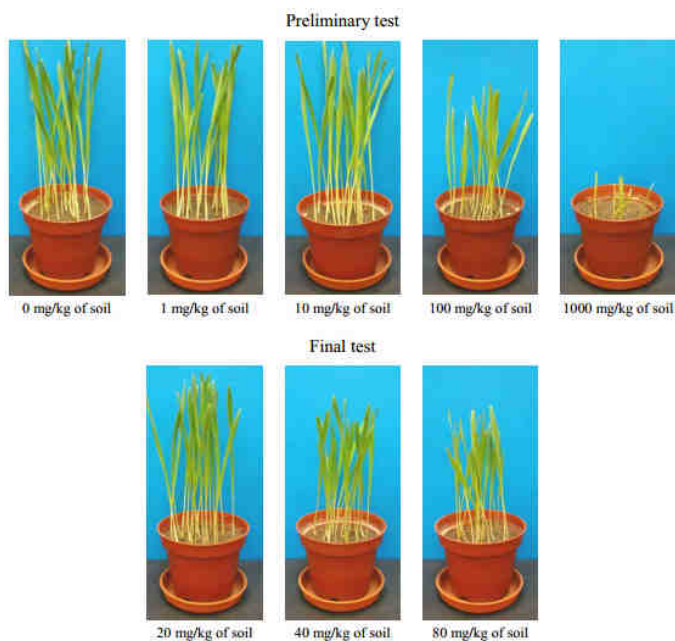 Preliminary test
0 mg/kg of soil
1 mg/kg of soil
10 mg/kg of soil
100 mg/kg of soil
1000 mg/kg of soil
Final test
20 mg/kg of soil
40 mg/kg of soil
80 mg/kg of soil